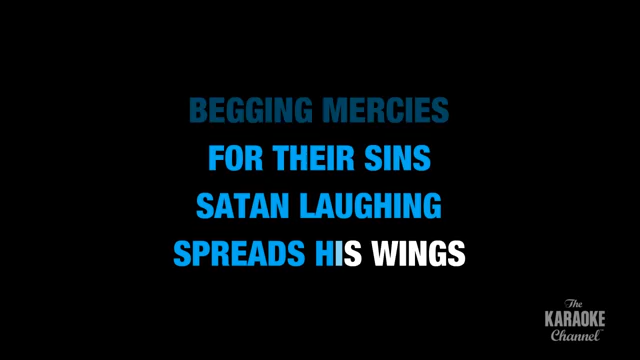 BEGGING MERCIES
FOR THEIR SINS
SATAN LAUGHING
SPREADS HIS WINGS
The
KARAOKE
Channel